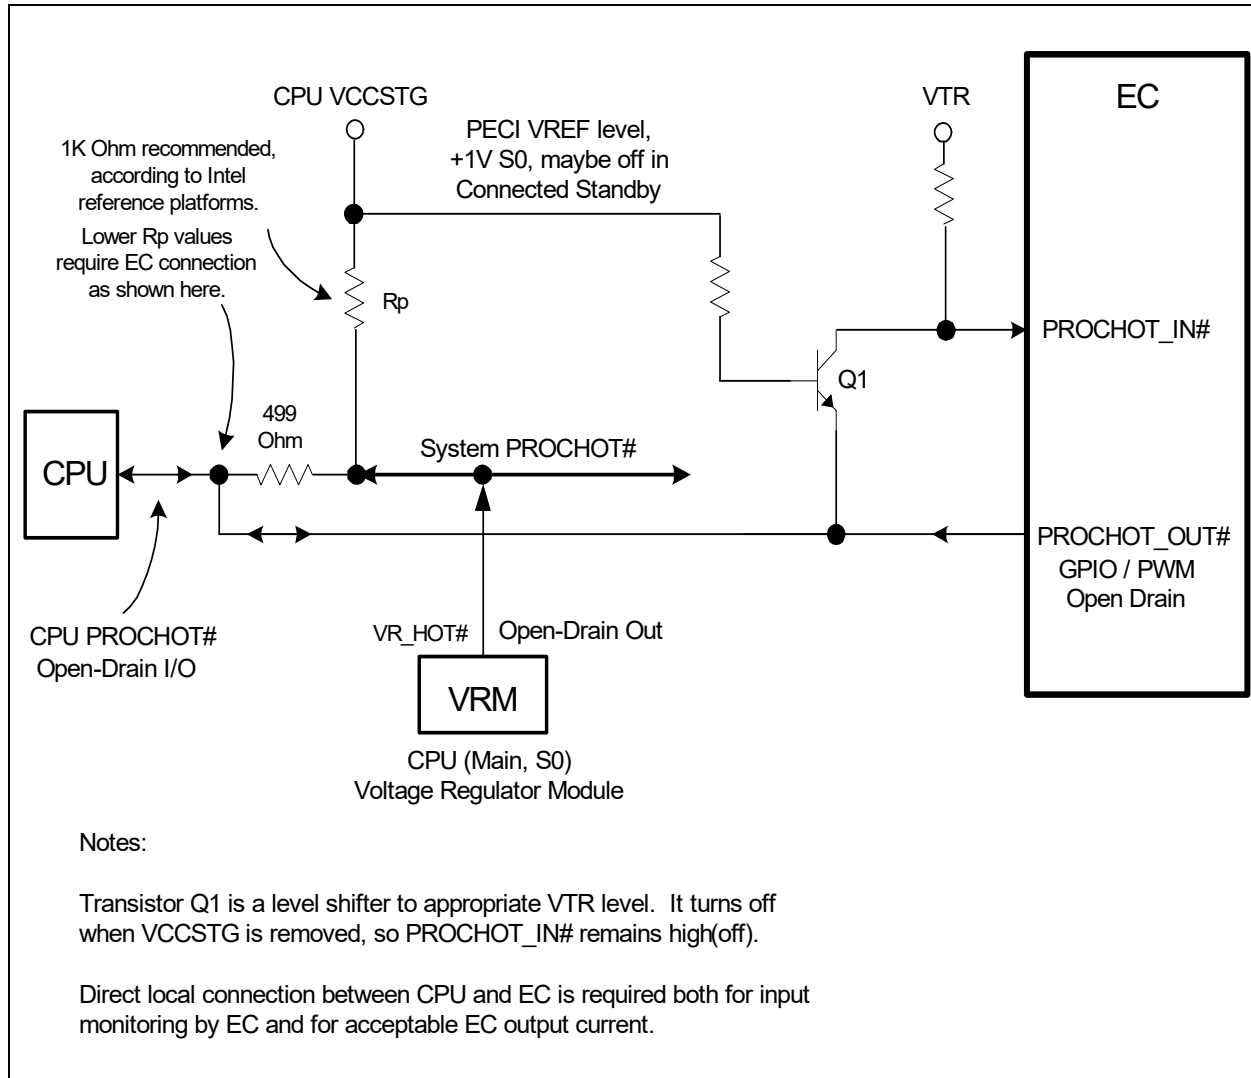 CPU VCCSTG
VTR
EC
1K Ohm recommended,
according to Intel
reference platforms.
Lower Rp values
require EC connection
as shown here.
PECI VREF level,
+1V S0, maybe off in
Connected Standby
Rp
PROCHOT_IN#
Q1
499
Ohm
System PROCHOT#
CPU
PROCHOT_OUT#
GPIO / PWM
Open Drain
CPU PROCHOT#
Open-Drain I/O
VR_HOT#
Open-Drain Out
VRM
CPU (Main, S0)
Voltage Regulator Module
Notes:
Transistor Q1 is a level shifter to appropriate VTR level.  It turns off
when VCCSTG is removed, so PROCHOT_IN# remains high(off).
Direct local connection between CPU and EC is required both for input
monitoring by EC and for acceptable EC output current.